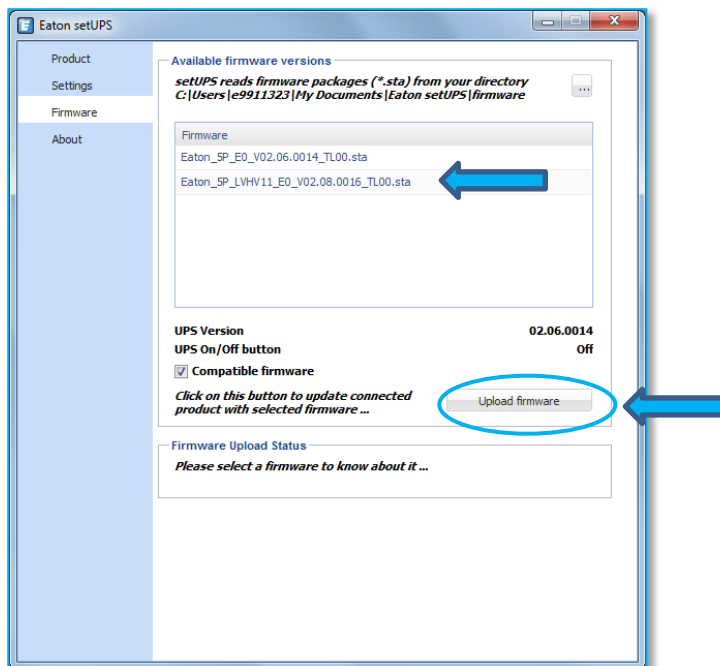 Eaton setUPS
Product
Settings
Firmware
About
Available firmware versions
setUPS reads firmware packages (*.sta) from your directory
C:|Users|e9911323|My Documents|Eaton setUPS|firmware
...
Firmware
Eaton_5P_E0_V02.06.0014_TL00.sta
Eaton_5P_LVHV11_E0_V02.08.0016_TL00.sta
UPS Version 02.06.0014
UPS On/Off button Off
Compatible firmware
Click on this button to update connected
product with selected firmware ...
Upload firmware
Firmware Upload Status
Please select a firmware to know about it ...